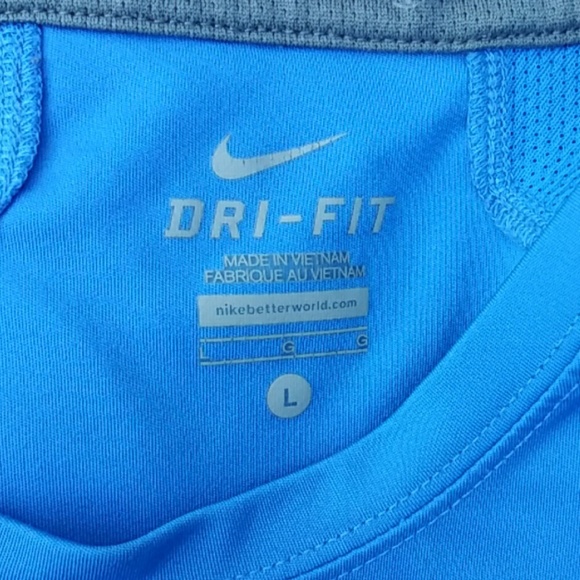 DRI-FIT
MADE IN VIETNAM
FABRIQUE AU VIETNAM
nikebetterworld.com
L G G
L